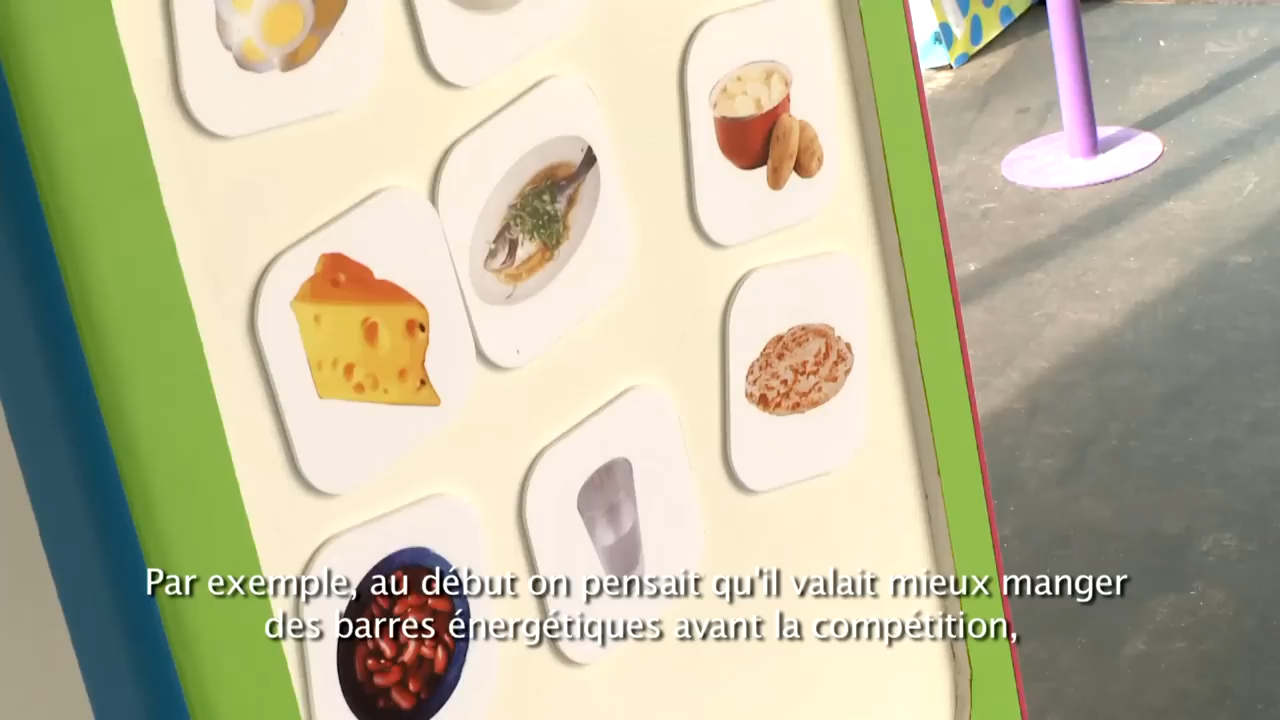 Par exemple, au début on pensait qu'il valait mieux manger
des barres énergétiques avant la compétition,